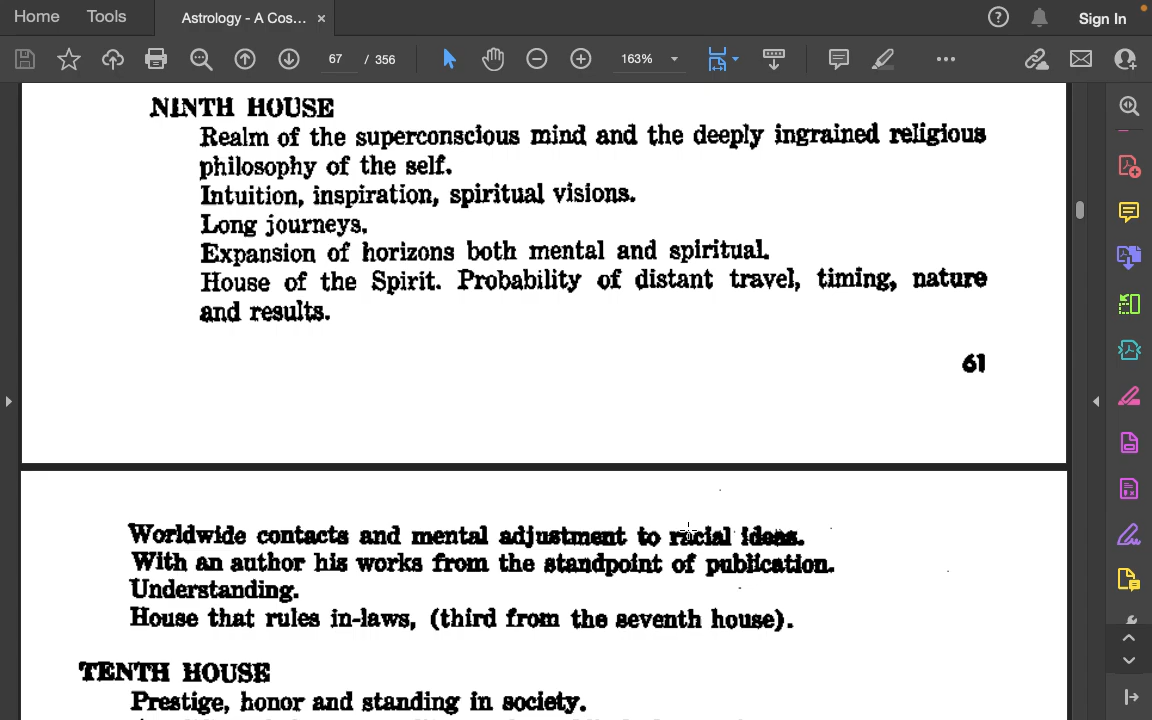 Home Tools Astrology - A Cos... × Sign In
67 / 356 163%
NINTH HOUSE
Realm of the superconscious mind and the deeply ingrained religious
philosophy of the self.
Intuition, inspiration, spiritual visions.
Long journeys.
Expansion of horizons both mental and spiritual.
House of the Spirit. Probability of distant travel, timing, nature
and results.
61
Worldwide contacts and mental adjustment to racial ideas.
With an author his works from the standpoint of publication.
Understanding.
House that rules in-laws, (third from the seventh house).
TENTH HOUSE
Prestige, honor and standing in society.